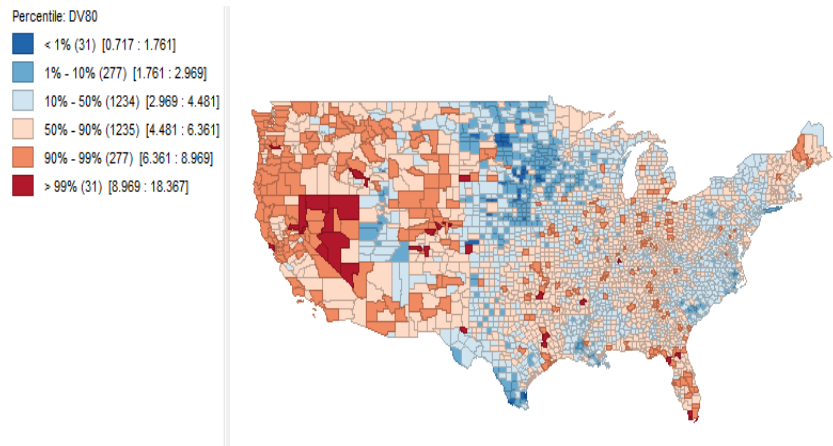 Percentile: DV80
< 1% (31) [0.717 : 1.761]
1% - 10% (277) [1.761 : 2.969]
10% - 50% (1234) [2.969 : 4.481]
50% - 90% (1235) [4.481 : 6.361]
90% - 99% (277) [6.361 : 8.969]
> 99% (31) [8.969 : 18.367]